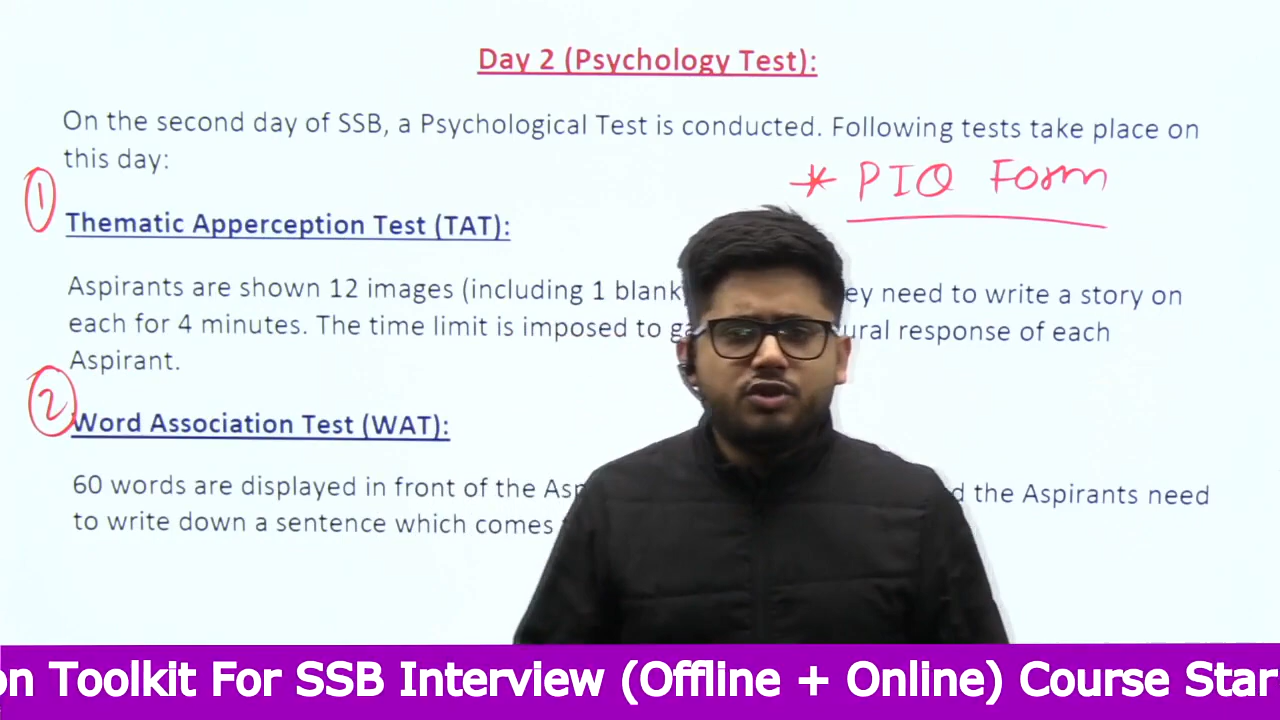 Day 2 (Psychology Test):
On the second day of SSB, a Psychological Test is conducted. Following tests take place on
this day:
* PIQ Form
1
Thematic Apperception Test (TAT):
Aspirants are shown 12 images (including 1 blank need to write a story on
each for 4 minutes. The time limit is imposed to response of each
Aspirant.
2
Word Association Test (WAT):
60 words are displayed in front of the the Aspirants need
to write down a sentence which comes
Toolkit For SSB Interview (Offline + Online) Course